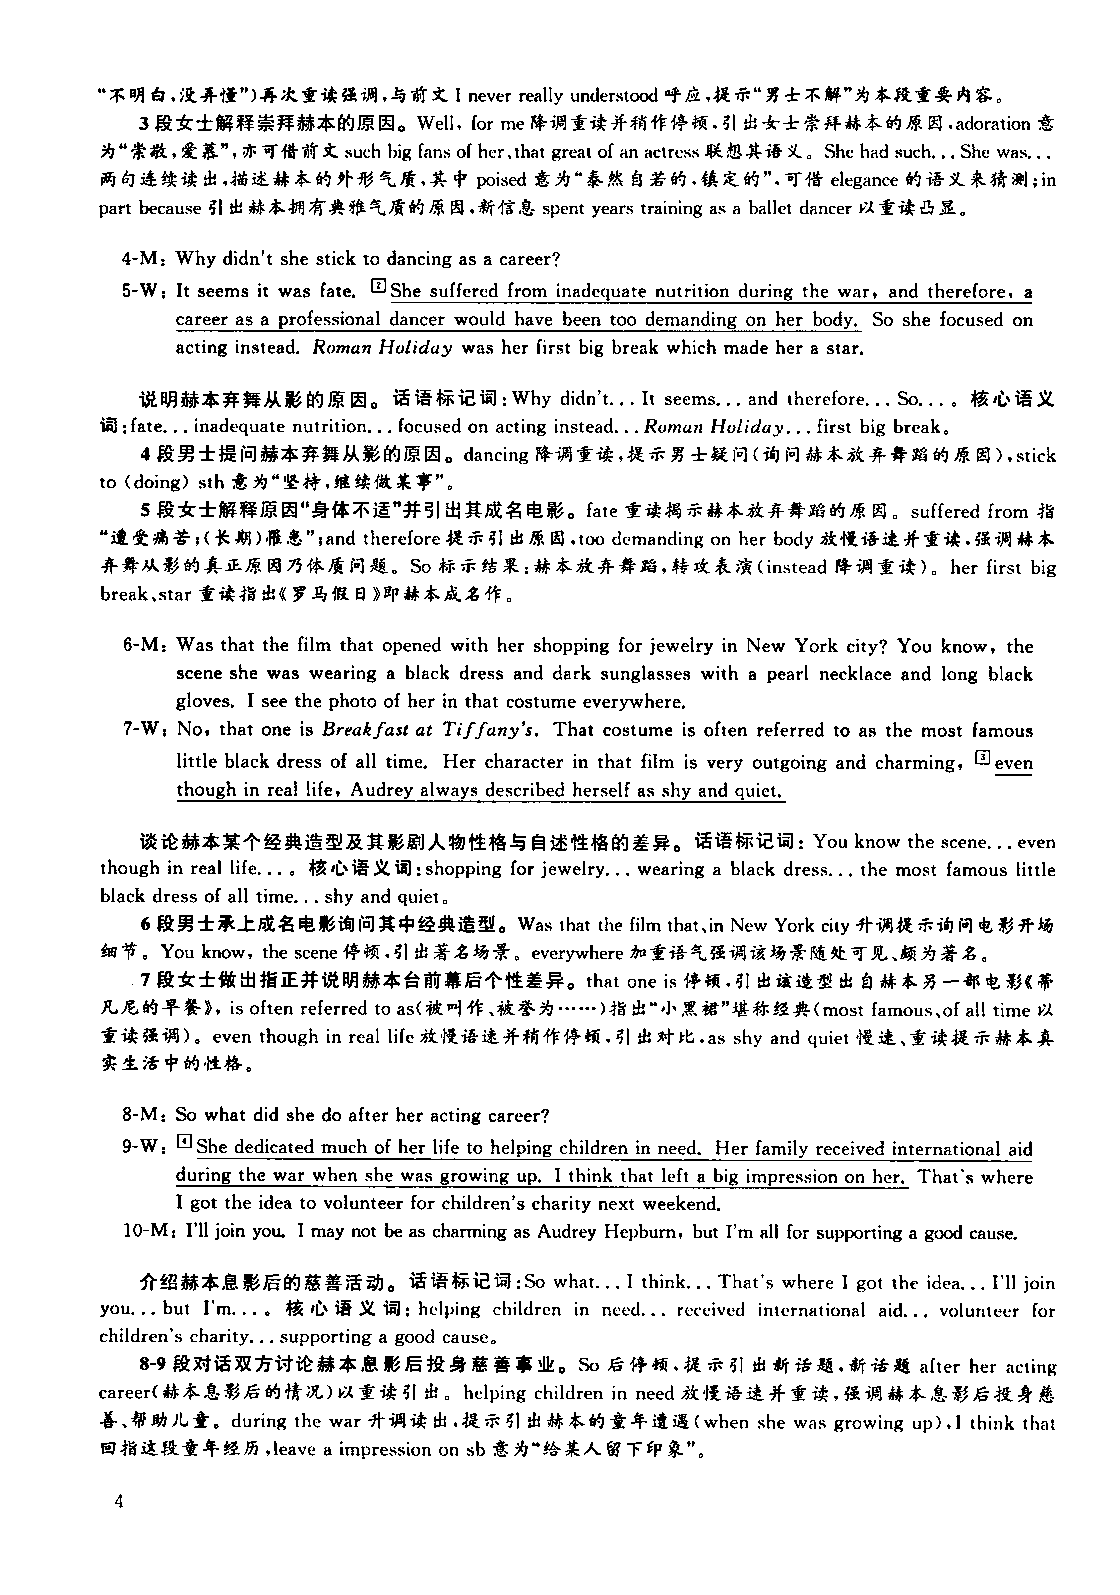 “不明白,没弄懂”)再次重读强调,与前文 I never really understood 呼应,提示“男士不解”为本段重要内容。
3 段女士解释崇拜赫本的原因。Well, for me 降调重读并稍作停顿,引出女士崇拜赫本的原因,adoration 意
为“崇敬,爱慕”,亦可借前文 such big fans of her、that great of an actress 联想其语义。She had such... She was...
两句连续读出,描述赫本的外形气质,其中 poised 意为“泰然自若的,镇定的”,可借 elegance 的语义来猜测;in
part because 引出赫本拥有典雅气质的原因,新信息 spent years training as a ballet dancer 以重读凸显。
4-M: Why didn't she stick to dancing as a career?
5-W: It seems it was fate. [2] She suffered from inadequate nutrition during the war, and therefore, a
career as a professional dancer would have been too demanding on her body. So she focused on
acting instead. Roman Holiday was her first big break which made her a star.
说明赫本弃舞从影的原因。话语标记词:Why didn't... It seems... and therefore... So...。核心语义
词:fate... inadequate nutrition... focused on acting instead... Roman Holiday... first big break。
4 段男士提问赫本弃舞从影的原因。dancing 降调重读,提示男士疑问(询问赫本放弃舞蹈的原因),stick
to (doing) sth 意为“坚持,继续做某事”。
5 段女士解释原因“身体不适”并引出其成名电影。fate 重读揭示赫本放弃舞蹈的原因。suffered from 指
“遭受痛苦;(长期)罹患”;and therefore 提示引出原因,too demanding on her body 放慢语速并重读,强调赫本
弃舞从影的真正原因乃体质问题。So 标示结果:赫本放弃舞蹈,转攻表演(instead 降调重读)。her first big
break、star 重读指出《罗马假日》即赫本成名作。
6-M: Was that the film that opened with her shopping for jewelry in New York city? You know, the
scene she was wearing a black dress and dark sunglasses with a pearl necklace and long black
gloves. I see the photo of her in that costume everywhere.
7-W: No, that one is Breakfast at Tiffany's. That costume is often referred to as the most famous
little black dress of all time. Her character in that film is very outgoing and charming, [3] even
though in real life, Audrey always described herself as shy and quiet.
谈论赫本某个经典造型及其影剧人物性格与自述性格的差异。话语标记词: You know the scene... even
though in real life...。核心语义词:shopping for jewelry... wearing a black dress... the most famous little
black dress of all time... shy and quiet。
6 段男士承上成名电影询问其中经典造型。Was that the film that、in New York city 升调提示询问电影开场
细节。You know, the scene 停顿,引出著名场景。everywhere 加重语气强调该场景随处可见、颇为著名。
7 段女士做出指正并说明赫本台前幕后个性差异。that one is 停顿,引出该造型出自赫本另一部电影《蒂
凡尼的早餐》, is often referred to as(被叫作、被誉为……)指出“小黑裙”堪称经典(most famous、of all time 以
重读强调)。even though in real life 放慢语速并稍作停顿,引出对比,as shy and quiet 慢速、重读提示赫本真
实生活中的性格。
8-M: So what did she do after her acting career?
9-W: [4] She dedicated much of her life to helping children in need. Her family received international aid
during the war when she was growing up. I think that left a big impression on her. That's where
I got the idea to volunteer for children's charity next weekend.
10-M: I'll join you. I may not be as charming as Audrey Hepburn, but I'm all for supporting a good cause.
介绍赫本息影后的慈善活动。话语标记词:So what... I think... That's where I got the idea... I'll join
you... but I'm...。核心语义词: helping children in need... received international aid... volunteer for
children's charity... supporting a good cause。
8-9 段对话双方讨论赫本息影后投身慈善事业。So 后停顿,提示引出新话题,新话题 after her acting
career(赫本息影后的情况)以重读引出。helping children in need 放慢语速并重读,强调赫本息影后投身慈
善、帮助儿童。during the war 升调读出,提示引出赫本的童年遭遇(when she was growing up),I think that
回指这段童年经历,leave a impression on sb 意为“给某人留下印象”。
4